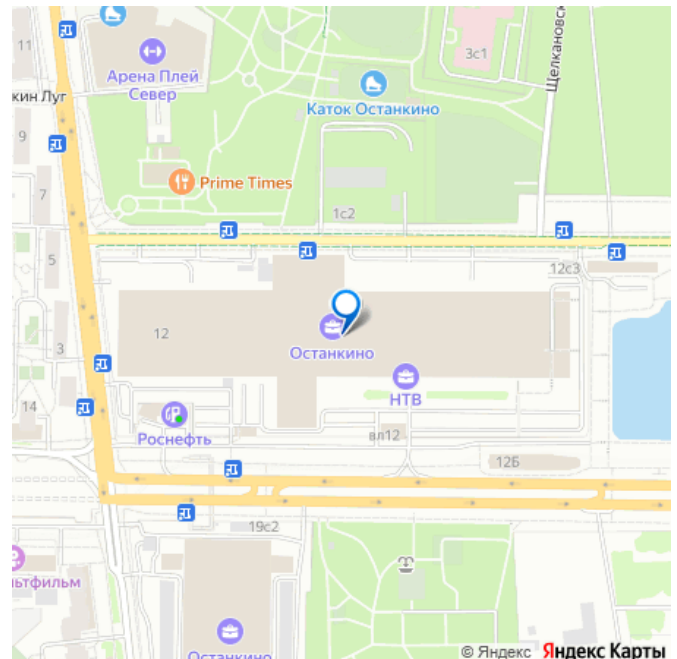 11
Арена Плей
Север
3с1
Щелкановск
Каток Останкино
кин Луг
9
7
Prime Times
1с2
5
12с3
12
Останкино
3
НТВ
14
Роснефть
вл12
12Б
19с2
льтфильм
Останкино
© Яндекс Яндекс Карты